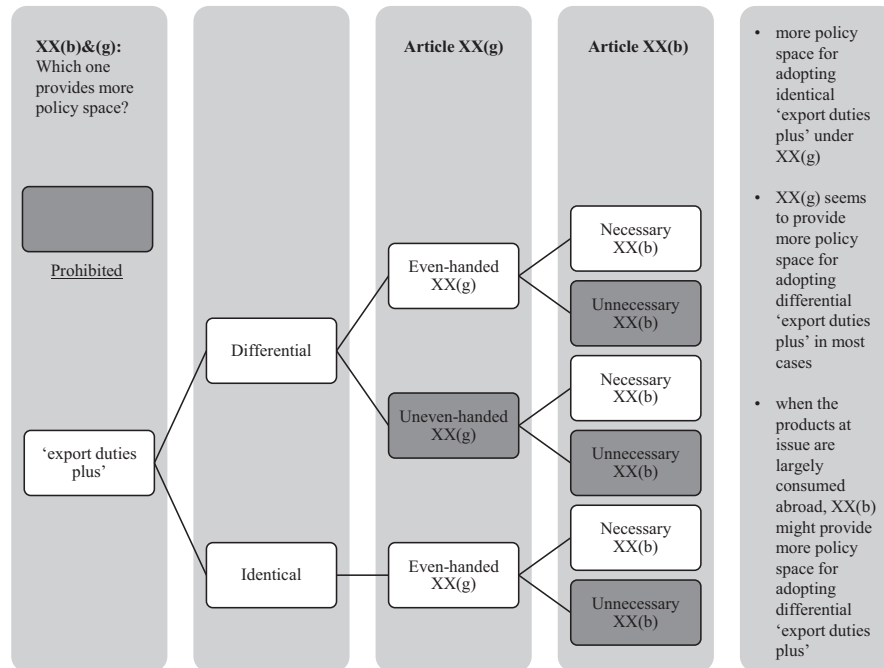 XX(b)&(g):
Which one
provides more
policy space?
Prohibited
‘export duties
plus’
Differential
Identical
Article XX(g)
Even-handed
XX(g)
Uneven-handed
XX(g)
Even-handed
XX(g)
Article XX(b)
Necessary
XX(b)
Unnecessary
XX(b)
Necessary
XX(b)
Unnecessary
XX(b)
Necessary
XX(b)
Unnecessary
XX(b)
• more policy
space for
adopting
identical
‘export duties
plus’ under
XX(g)
• XX(g) seems
to provide
more policy
space for
adopting
differential
‘export duties
plus’ in most
cases
• when the
products at
issue are
largely
consumed
abroad, XX(b)
might provide
more policy
space for
adopting
differential
‘export duties
plus’